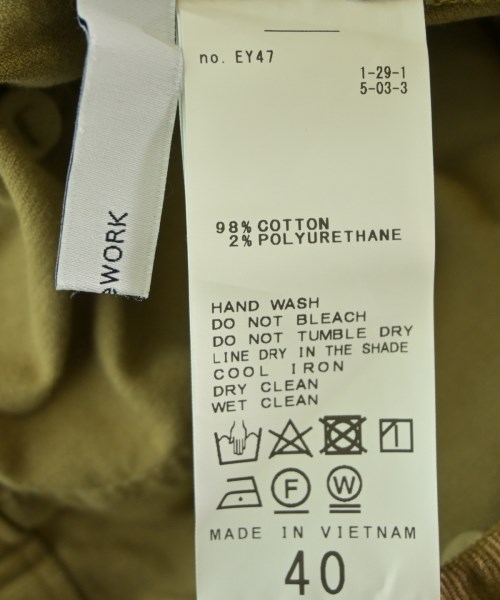 no. EY47
1-29-1
5-03-3
98% COTTON
2% POLYURETHANE
HAND WASH
DO NOT BLEACH
DO NOT TUMBLE DRY
LINE DRY IN THE SHADE
COOL IRON
DRY CLEAN
WET CLEAN
F W
MADE IN VIETNAM
40
WORK